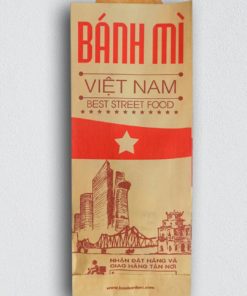 BÁNH MÌ
VIỆT NAM
BEST STREET FOOD
NHẬN ĐẶT HÀNG VÀ
GIAO HÀNG TẬN NƠI